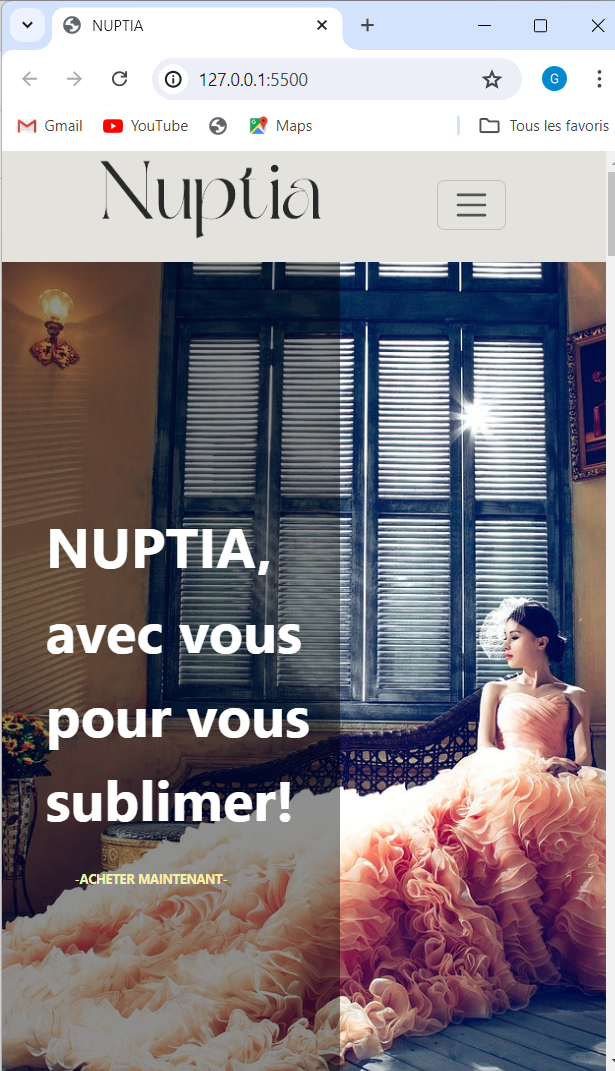 NUPTIA
127.0.0.1:5500
G
Gmail
YouTube
Maps
Tous les favoris
Nuptia
NUPTIA,
avec vous
pour vous
sublimer!
-ACHETER MAINTENANT-